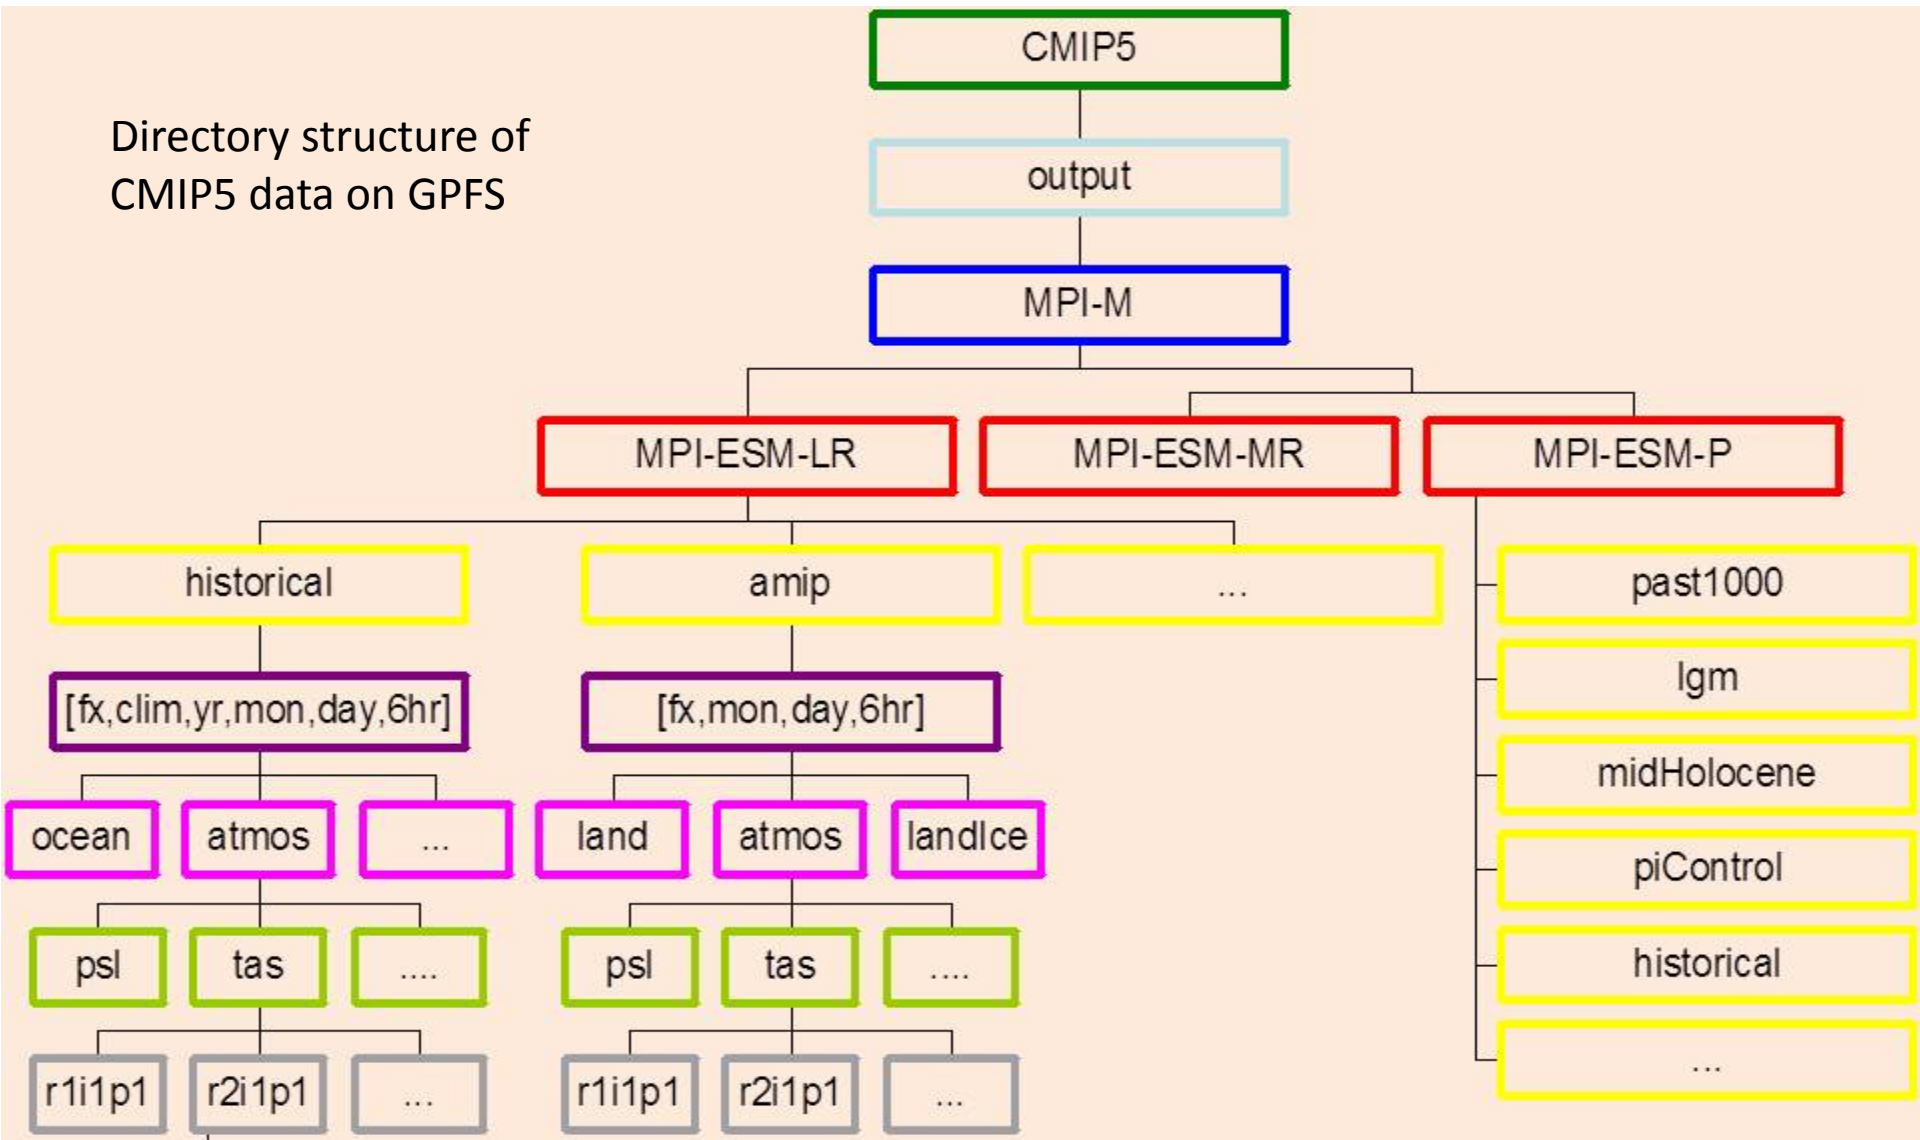 CMIP5
Directory structure of
CMIP5 data on GPFS
output
MPI-M
MPI-ESM-LR
MPI-ESM-MR
MPI-ESM-P
historical
amip
...
past1000
lgm
[fx,clim,yr,mon,day,6hr]
[fx,mon,day,6hr]
midHolocene
ocean
atmos
...
land
atmos
landIce
piControl
psl
tas
....
psl
tas
....
historical
r1i1p1
r2i1p1
...
r1i1p1
r2i1p1
...
...